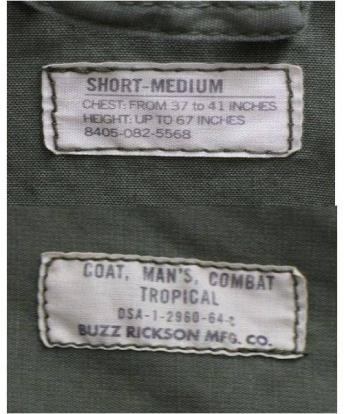 SHORT-MEDIUM
CHEST: FROM 37 to 41 INCHES
HEIGHT: UP TO 67 INCHES
8405-082-5568
COAT, MAN'S, COMBAT
TROPICAL
DSA-1-2960-64-c
BUZZ RICKSON MFG. CO.